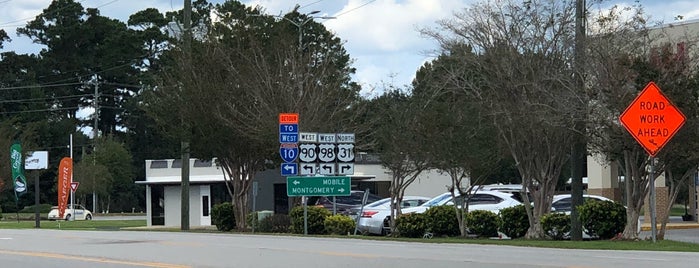 DETOUR
TO
WEST
10
WEST
90
WEST
98
NORTH
31
MOBILE
MONTGOMERY
ROAD
WORK
AHEAD